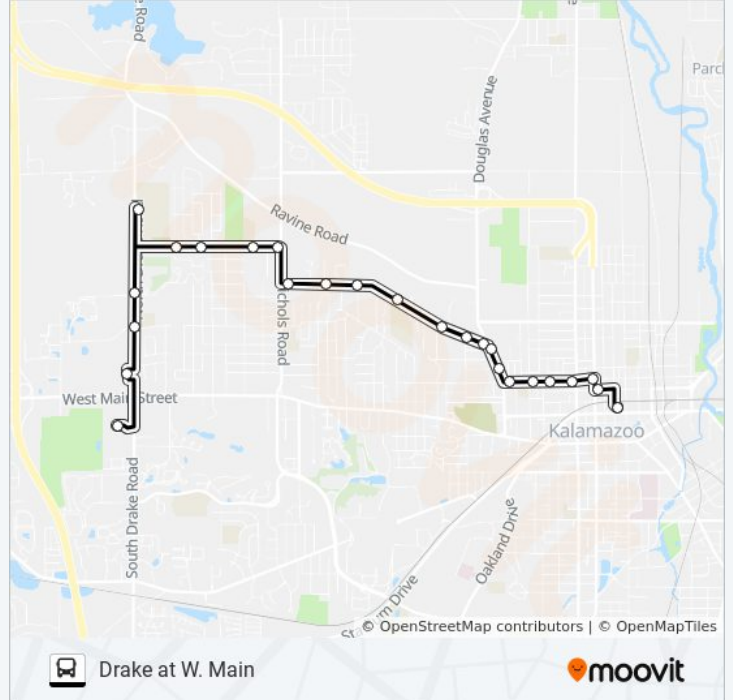 Road
Parc
Douglas Avenue
Ravine Road
chols Road
West Main Street
Kalamazoo
South Drake Road
Oakland Drive
Drive
© OpenStreetMap contributors | © OpenMapTiles
Drake at W. Main
moovit